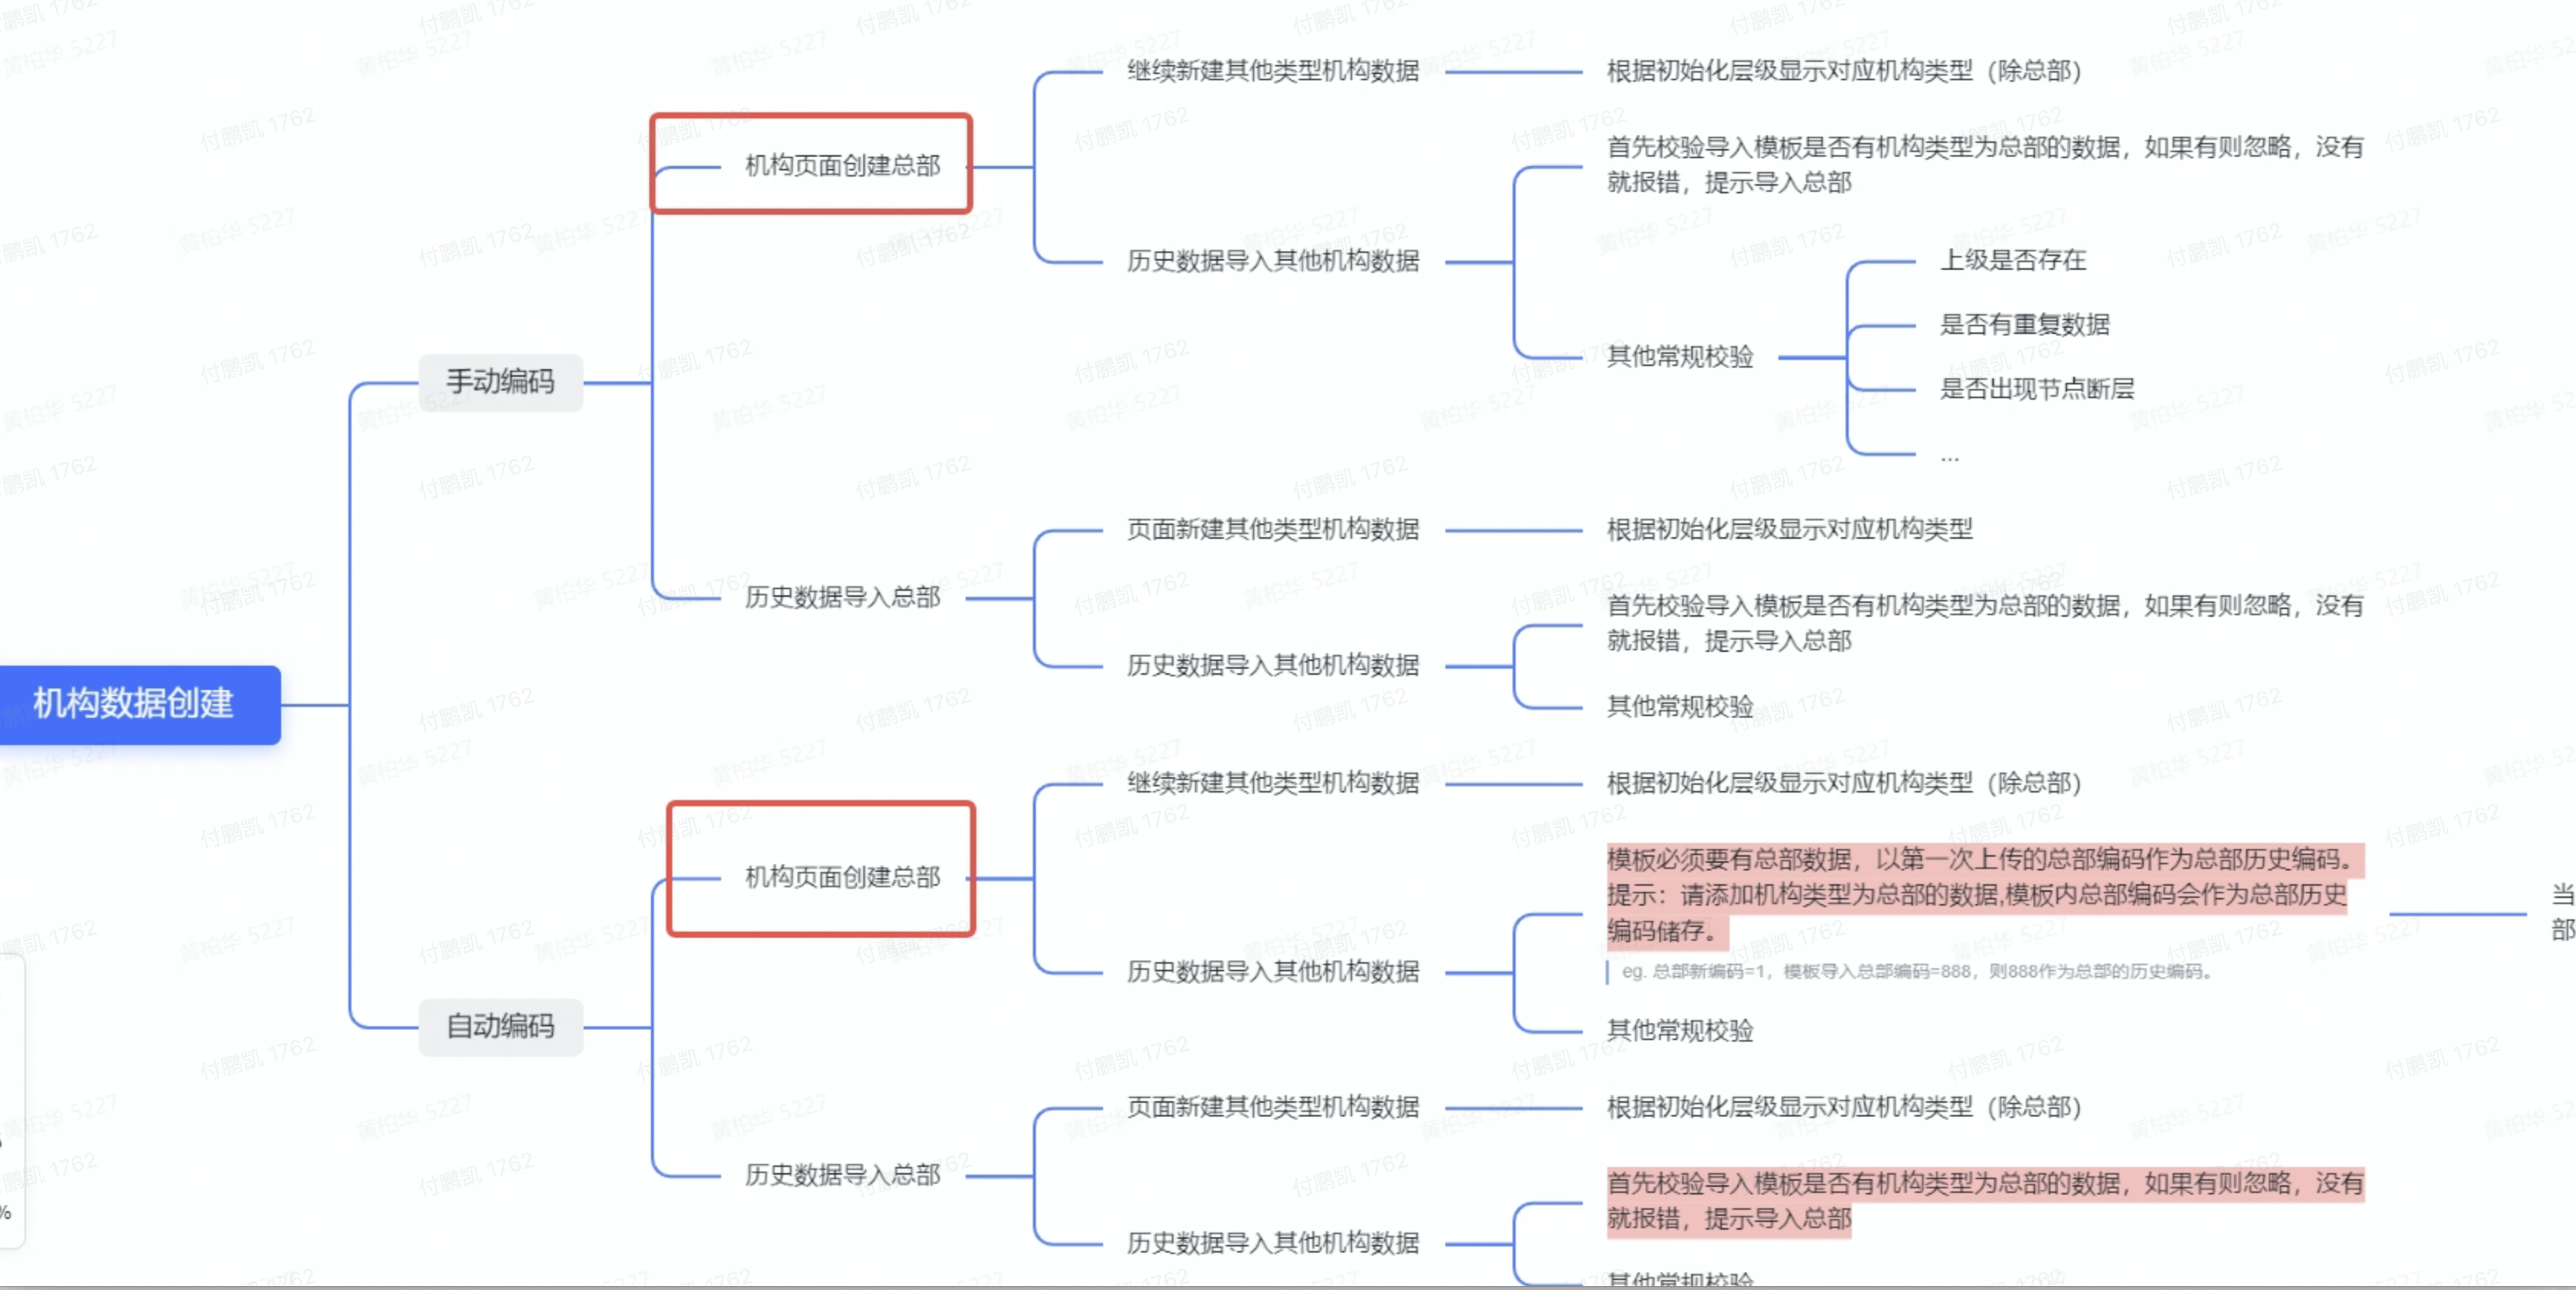 机构数据创建
手动编码
机构页面创建总部
继续新建其他类型机构数据
根据初始化层级显示对应机构类型（除总部）
历史数据导入其他机构数据
首先校验导入模板是否有机构类型为总部的数据，如果有则忽略，没有
就报错，提示导入总部
其他常规校验
上级是否存在
是否有重复数据
是否出现节点断层
...
历史数据导入总部
页面新建其他类型机构数据
根据初始化层级显示对应机构类型
历史数据导入其他机构数据
首先校验导入模板是否有机构类型为总部的数据，如果有则忽略，没有
就报错，提示导入总部
其他常规校验
自动编码
机构页面创建总部
继续新建其他类型机构数据
根据初始化层级显示对应机构类型（除总部）
历史数据导入其他机构数据
模板必须要有总部数据，以第一次上传的总部编码作为总部历史编码。
提示：请添加机构类型为总部的数据,模板内总部编码会作为总部历史
编码储存。
eg. 总部新编码=1，模板导入总部编码=888，则888作为总部的历史编码。
当
部
其他常规校验
历史数据导入总部
页面新建其他类型机构数据
根据初始化层级显示对应机构类型（除总部）
历史数据导入其他机构数据
首先校验导入模板是否有机构类型为总部的数据，如果有则忽略，没有
就报错，提示导入总部
其他常规校验
%
付鹏凯 1762
黄柏华 5227